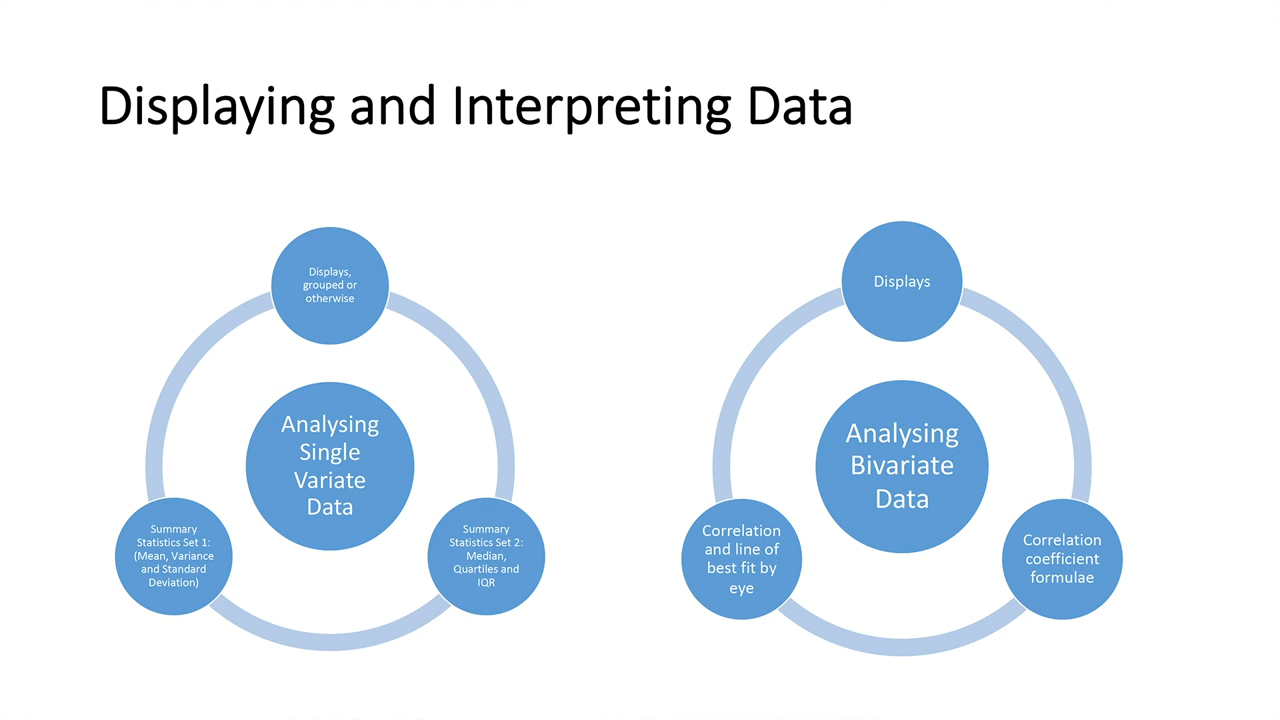 Displaying and Interpreting Data
Displays,
grouped or
otherwise
Analysing
Single
Variate
Data
Summary
Statistics Set 1:
(Mean, Variance
and Standard
Deviation)
Summary
Statistics Set 2:
Median,
Quartiles and
IQR
Displays
Analysing
Bivariate
Data
Correlation
and line of
best fit by
eye
Correlation
coefficient
formulae